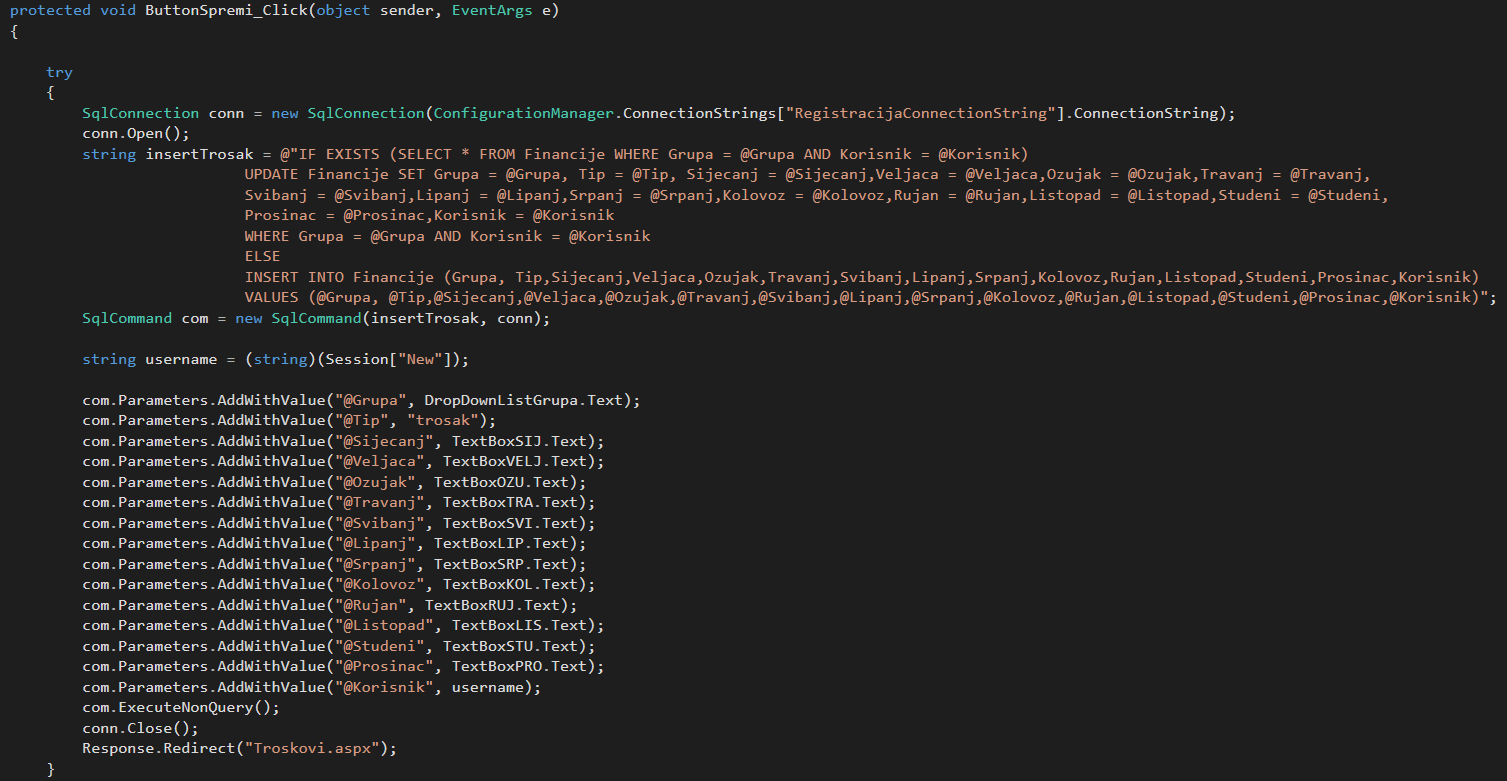 protected void ButtonSpremi_Click(object sender, EventArgs e)
{
try
{
SqlConnection conn = new SqlConnection(ConfigurationManager.ConnectionStrings["RegistracijaConnectionString"].ConnectionString);
conn.Open();
string insertTrosak = @"IF EXISTS (SELECT * FROM Financije WHERE Grupa = @Grupa AND Korisnik = @Korisnik)
UPDATE Financije SET Grupa = @Grupa, Tip = @Tip, Sijecanj = @Sijecanj,Veljaca = @Veljaca,Ozujak = @Ozujak,Travanj = @Travanj,
Svibanj = @Svibanj,Lipanj = @Lipanj,Srpanj = @Srpanj,Kolovoz = @Kolovoz,Rujan = @Rujan,Listopad = @Listopad,Studeni = @Studeni,
Prosinac = @Prosinac,Korisnik = @Korisnik
WHERE Grupa = @Grupa AND Korisnik = @Korisnik
ELSE
INSERT INTO Financije (Grupa, Tip,Sijecanj,Veljaca,Ozujak,Travanj,Svibanj,Lipanj,Srpanj,Kolovoz,Rujan,Listopad,Studeni,Prosinac,Korisnik)
VALUES (@Grupa, @Tip,@Sijecanj,@Veljaca,@Ozujak,@Travanj,@Svibanj,@Lipanj,@Srpanj,@Kolovoz,@Rujan,@Listopad,@Studeni,@Prosinac,@Korisnik)";
SqlCommand com = new SqlCommand(insertTrosak, conn);
string username = (string)(Session["New"]);
com.Parameters.AddWithValue("@Grupa", DropDownListGrupa.Text);
com.Parameters.AddWithValue("@Tip", "trosak");
com.Parameters.AddWithValue("@Sijecanj", TextBoxSIJ.Text);
com.Parameters.AddWithValue("@Veljaca", TextBoxVELJ.Text);
com.Parameters.AddWithValue("@Ozujak", TextBoxOZU.Text);
com.Parameters.AddWithValue("@Travanj", TextBoxTRA.Text);
com.Parameters.AddWithValue("@Svibanj", TextBoxSVI.Text);
com.Parameters.AddWithValue("@Lipanj", TextBoxLIP.Text);
com.Parameters.AddWithValue("@Srpanj", TextBoxSRP.Text);
com.Parameters.AddWithValue("@Kolovoz", TextBoxKOL.Text);
com.Parameters.AddWithValue("@Rujan", TextBoxRUJ.Text);
com.Parameters.AddWithValue("@Listopad", TextBoxLIS.Text);
com.Parameters.AddWithValue("@Studeni", TextBoxSTU.Text);
com.Parameters.AddWithValue("@Prosinac", TextBoxPRO.Text);
com.Parameters.AddWithValue("@Korisnik", username);
com.ExecuteNonQuery();
conn.Close();
Response.Redirect("Troskovi.aspx");
}